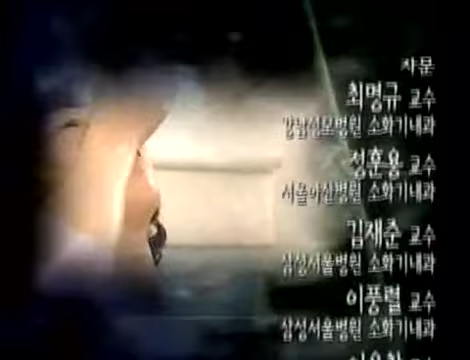 자문
최명규 교수
강남성모병원 소화기내과
정훈용 교수
서울아산병원 소화기내과
김재준 교수
삼성서울병원 소화기내과
이풍렬 교수
삼성서울병원 소화기내과